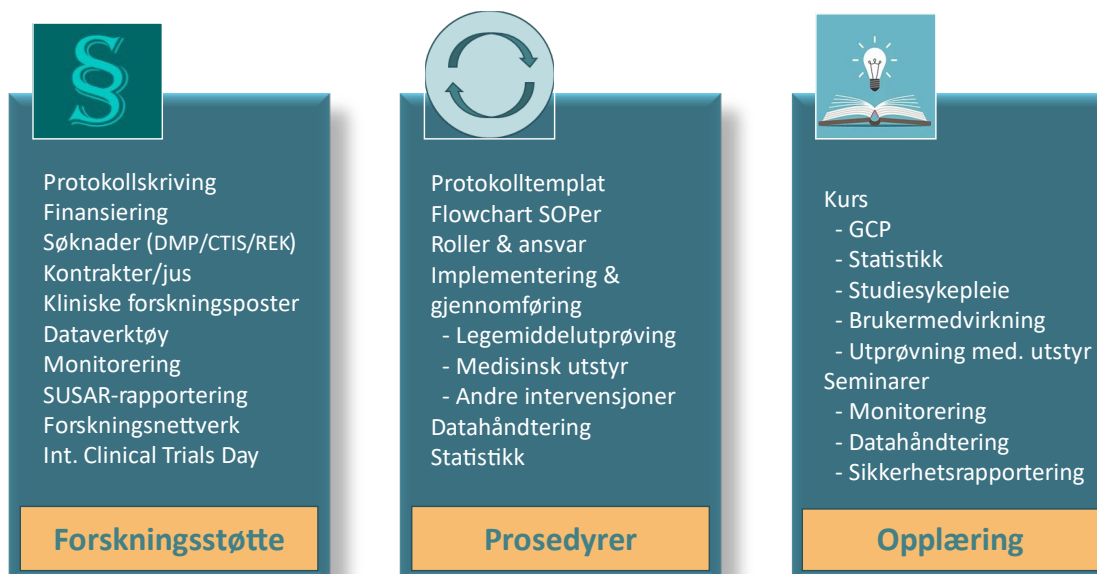 §
Protokollskriving
Finansiering
Søknader (DMP/CTIS/REK)
Kontrakter/jus
Kliniske forskningsposter
Dataverktøy
Monitorering
SUSAR-rapportering
Forskningsnettverk
Int. Clinical Trials Day
Forskningsstøtte
Protokolltemplat
Flowchart SOPer
Roller & ansvar
Implementering &
gjennomføring
- Legemiddelutprøving
- Medisinsk utstyr
- Andre intervensjoner
Datahåndtering
Statistikk
Prosedyrer
Kurs
- GCP
- Statistikk
- Studiesykepleie
- Brukermedvirkning
- Utprøvning med. utstyr
Seminarer
- Monitorering
- Datahåndtering
- Sikkerhetsrapportering
Opplæring